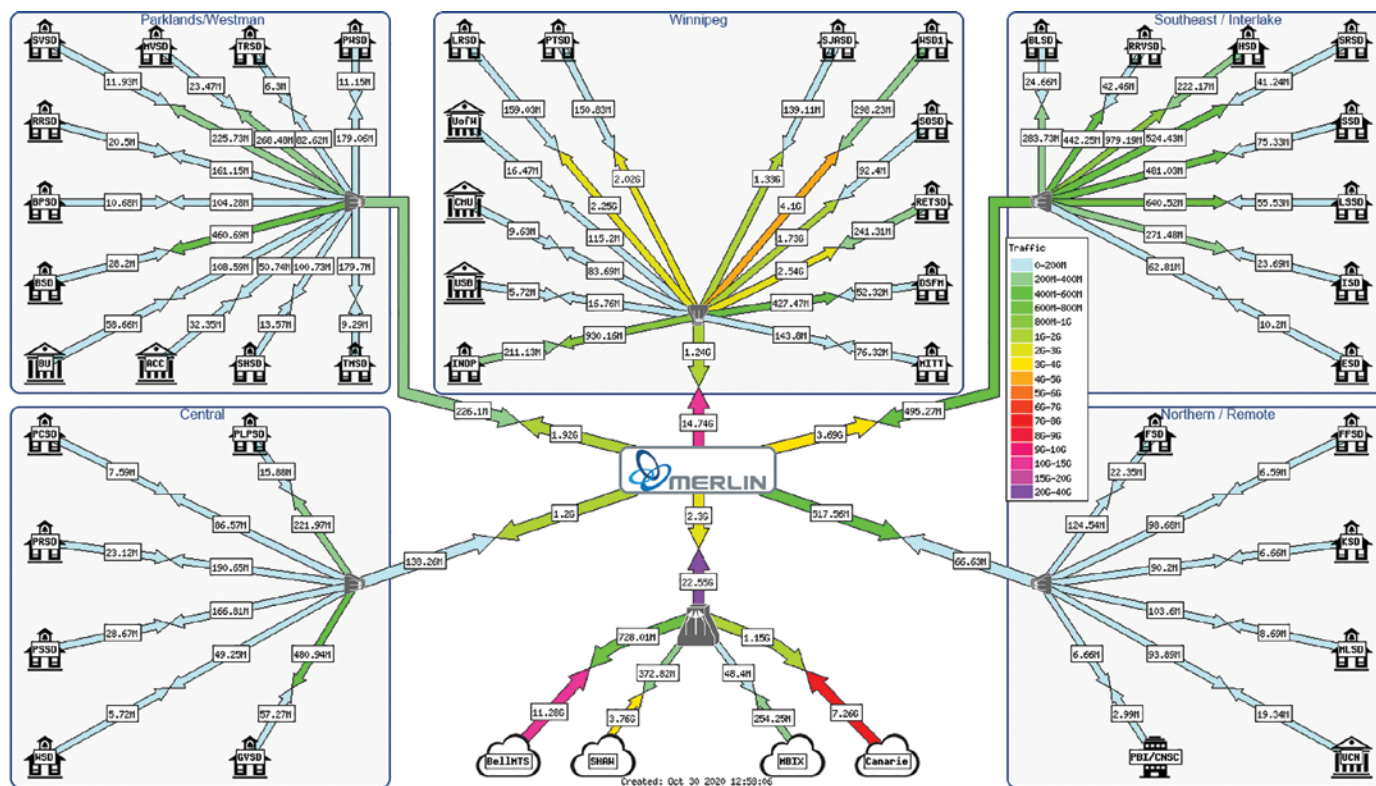 Parklands/Westman
SVSD
MVSD
TRSD
PWSD
11.93M
23.47M
6.3M
11.15M
RRSD
225.73M
268.48M
82.62M
179.06M
20.5M
161.15M
BPSD
10.68M
104.28M
460.69M
BSD
28.2M
108.59M
50.74M
100.73M
179.7M
58.66M
32.35M
13.57M
9.29M
BU
ACC
SHSD
TMSD
Winnipeg
LRSD
PTSD
SJASD
WSD1
159.03M
150.83M
139.11M
298.23M
UofW
SOSD
16.47M
92.4M
2.02G
1.33G
CMU
2.25G
4.1G
RETSD
9.63M
115.2M
1.73G
241.31M
83.69M
2.54G
USB
DSFM
5.72M
16.76M
427.47M
52.32M
930.16M
143.8M
INDP
211.13M
1.24G
76.32M
MITT
Southeast / Interlake
BLSD
RRVSD
HSD
SRSD
24.66M
42.46M
222.17M
41.24M
SSD
283.73M
442.25M
979.19M
524.43M
75.33M
481.03M
640.52M
55.53M
LSSD
271.48M
62.81M
23.69M
ISD
10.2M
ESD
Traffic
0-200M
200M-400M
400M-600M
600M-800M
800M-1G
1G-2G
2G-3G
3G-4G
4G-5G
5G-6G
6G-7G
7G-8G
8G-9G
9G-10G
10G-15G
15G-20G
20G-40G
226.1M
1.92G
14.74G
3.69G
495.27M
MERLIN
Central
PCSD
PLPSD
7.59M
15.88M
86.57M
221.97M
PRSD
23.12M
190.65M
166.81M
PSSD
28.67M
49.25M
480.94M
5.72M
57.27M
WSD
GVSD
138.26M
1.2G
2.3G
517.56M
66.63M
22.55G
728.01M
1.15G
372.82M
48.4M
11.28G
3.76G
254.25M
7.26G
BellMTS
SHAW
MBIX
Canarie
Created: Oct 30 2020 12:58:06
Northern / Remote
FSD
FFSD
22.35M
6.59M
124.54M
98.68M
KSD
90.2M
6.66M
103.6M
8.69M
MLSD
6.66M
93.89M
2.99M
19.34M
PBI/CNSC
UCN